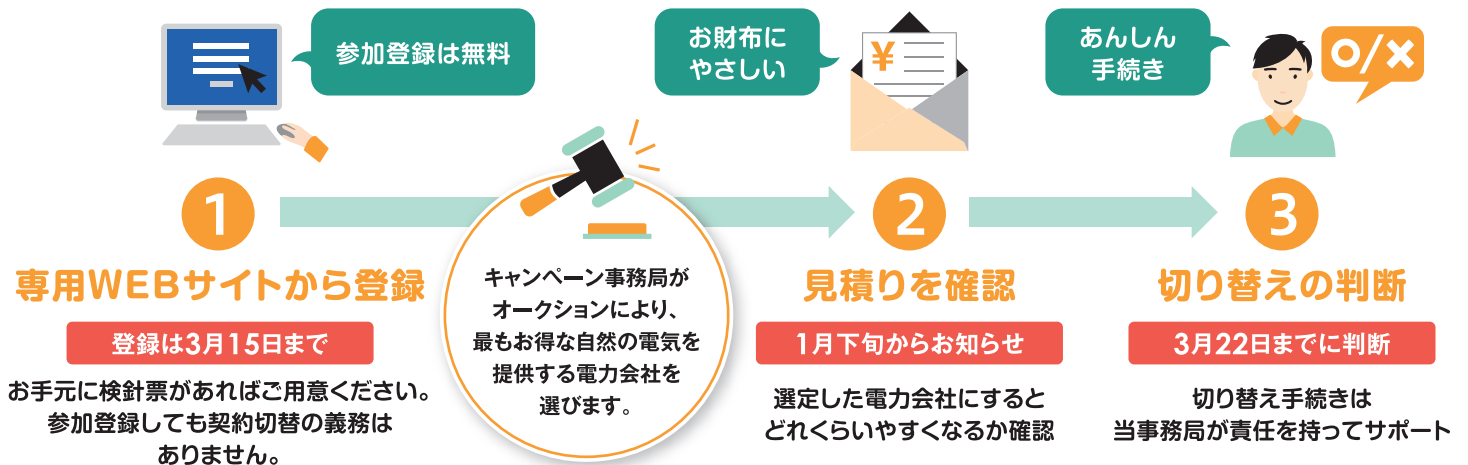 参加登録は無料
1
専用WEBサイトから登録
登録は3月15日まで
お手元に検針票があればご用意ください。
参加登録しても契約切替の義務は
ありません。
キャンペーン事務局が
オークションにより、
最もお得な自然の電気を
提供する電力会社を
選びます。
お財布に
やさしい
¥
2
見積りを確認
1月下旬からお知らせ
選定した電力会社にすると
どれくらいやすくなるか確認
あんしん
手続き
O/×
3
切り替えの判断
3月22日までに判断
切り替え手続きは
当事務局が責任を持ってサポート